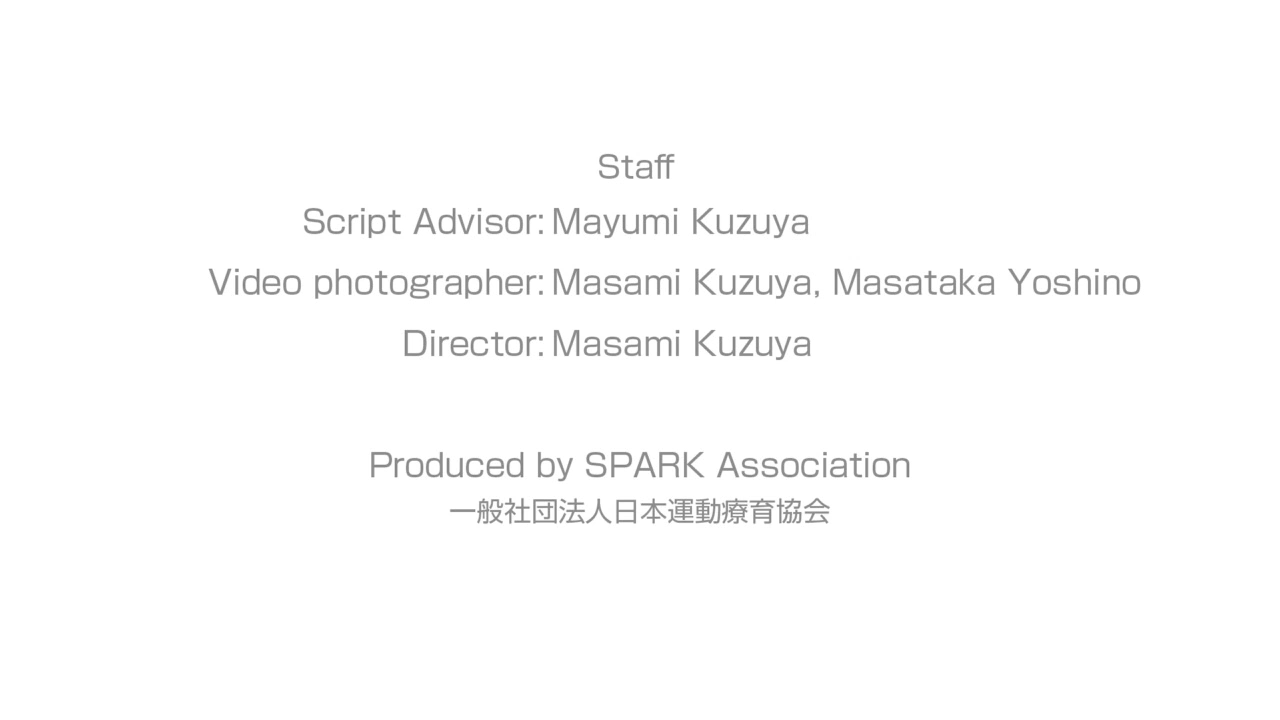 Staff
Script Advisor: Mayumi Kuzuya
Video photographer: Masami Kuzuya, Masataka Yoshino
Director: Masami Kuzuya
Produced by SPARK Association
一般社団法人日本運動療育協会